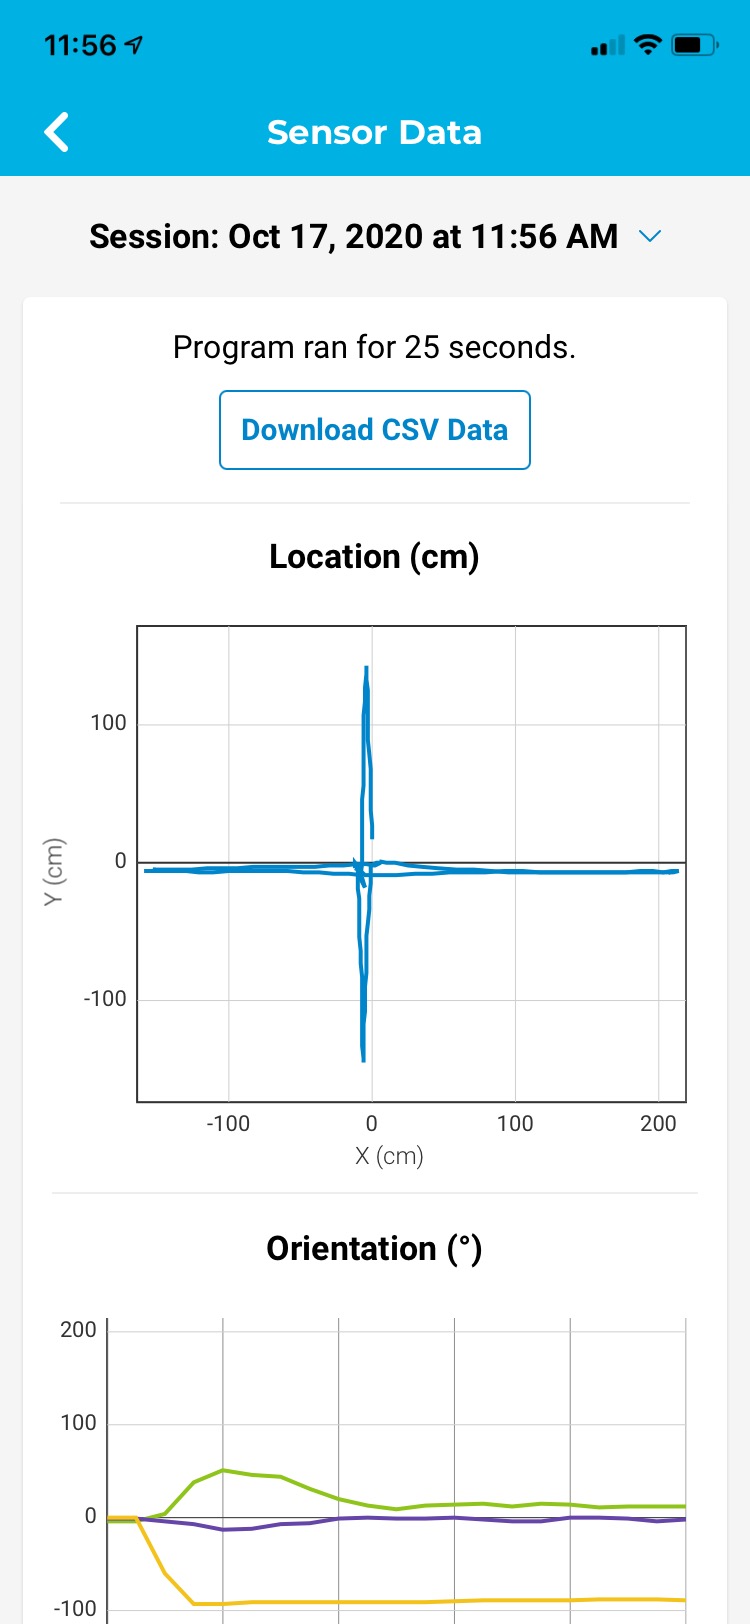 11:56
Sensor Data
Session: Oct 17, 2020 at 11:56 AM
Program ran for 25 seconds.
Download CSV Data
Location (cm)
100
0
-100
Y (cm)
-100 0 100 200
X (cm)
Orientation (°)
200
100
0
-100